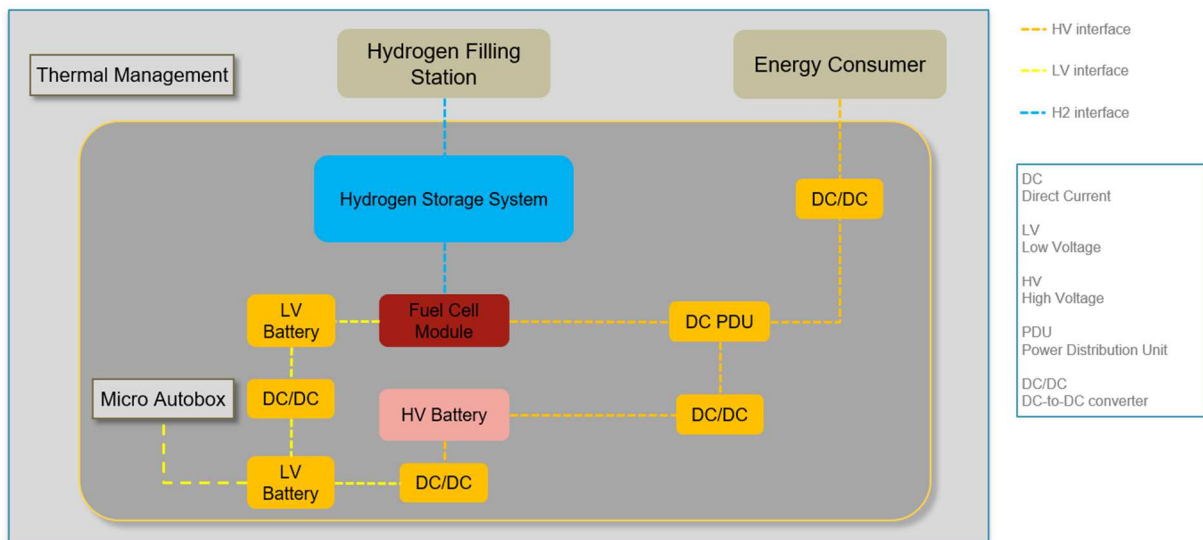 Thermal Management
Hydrogen Filling
Station
Energy Consumer
Hydrogen Storage System
DC/DC
LV
Battery
Fuel Cell
Module
DC PDU
Micro Autobox
DC/DC
HV Battery
DC/DC
LV
Battery
DC/DC
HV interface
LV interface
H2 interface
DC
Direct Current
LV
Low Voltage
HV
High Voltage
PDU
Power Distribution Unit
DC/DC
DC-to-DC converter